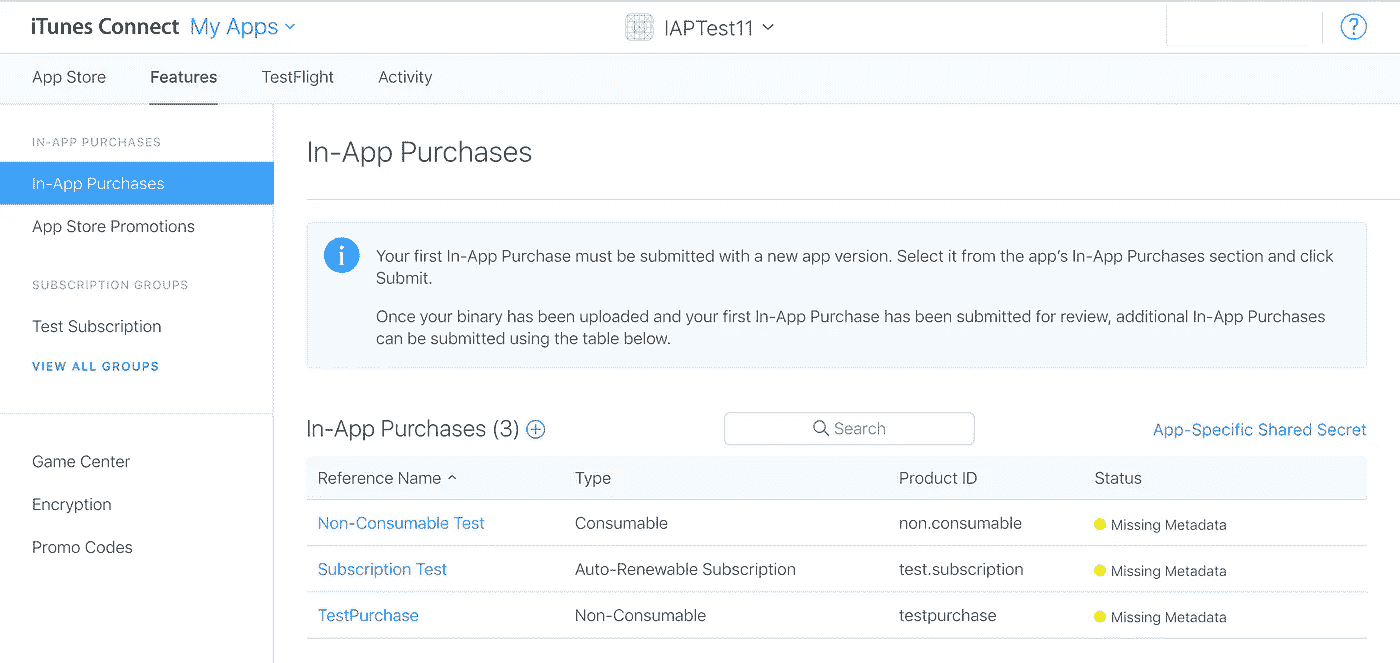 iTunes Connect My Apps
IAPTest11
?
App Store Features TestFlight Activity
IN-APP PURCHASES
In-App Purchases
App Store Promotions
SUBSCRIPTION GROUPS
Test Subscription
VIEW ALL GROUPS
Game Center
Encryption
Promo Codes
In-App Purchases
i
Your first In-App Purchase must be submitted with a new app version. Select it from the app's In-App Purchases section and click
Submit.
Once your binary has been uploaded and your first In-App Purchase has been submitted for review, additional In-App Purchases
can be submitted using the table below.
In-App Purchases (3) Search App-Specific Shared Secret
Reference Name Type Product ID Status
Non-Consumable Test Consumable non.consumable Missing Metadata
Subscription Test Auto-Renewable Subscription test.subscription Missing Metadata
TestPurchase Non-Consumable testpurchase Missing Metadata